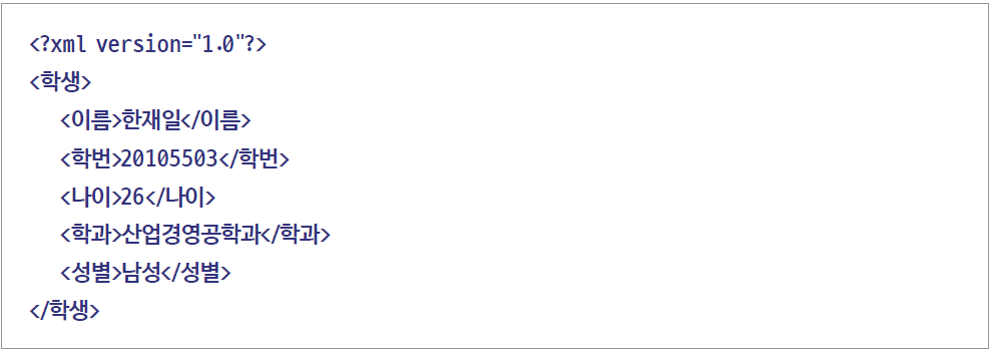 <?xml version="1.0"?>
<학생>
<이름>한재일</이름>
<학번>20105503</학번>
<나이>26</나이>
<학과>산업경영공학과</학과>
<성별>남성</성별>
</학생>